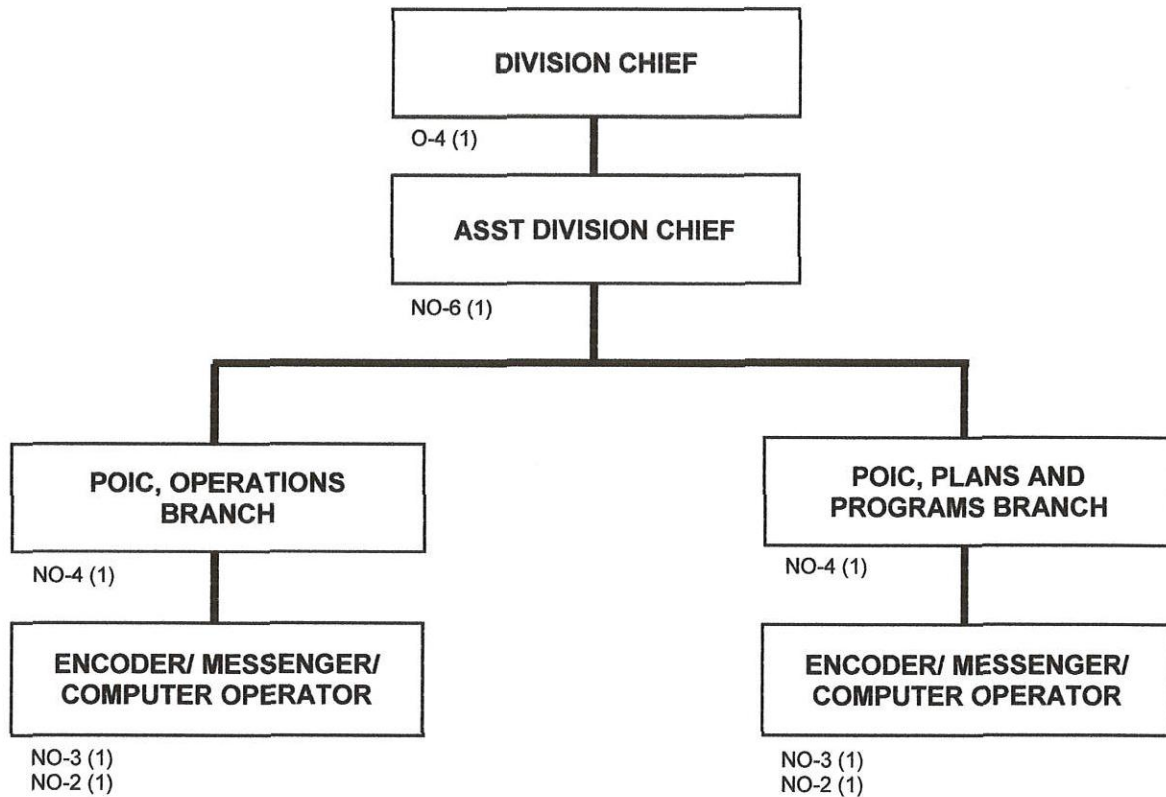 DIVISION CHIEF
O-4 (1)
ASST DIVISION CHIEF
NO-6 (1)
POIC, OPERATIONS
BRANCH
NO-4 (1)
ENCODER/ MESSENGER/
COMPUTER OPERATOR
NO-3 (1)
NO-2 (1)
POIC, PLANS AND
PROGRAMS BRANCH
NO-4 (1)
ENCODER/ MESSENGER/
COMPUTER OPERATOR
NO-3 (1)
NO-2 (1)